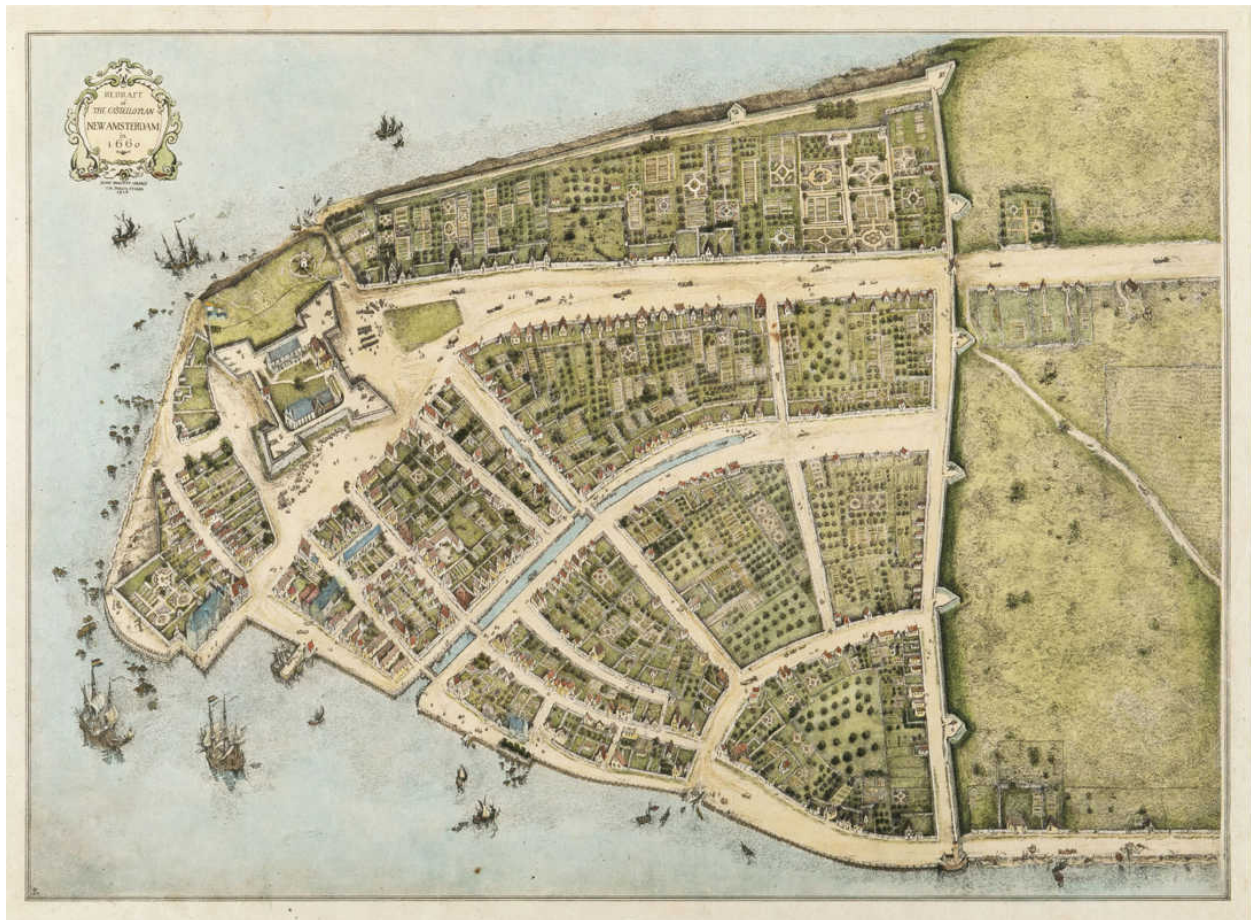 REDRAFT
of
THE CASTELLO PLAN
NEW AMSTERDAM
in
1660